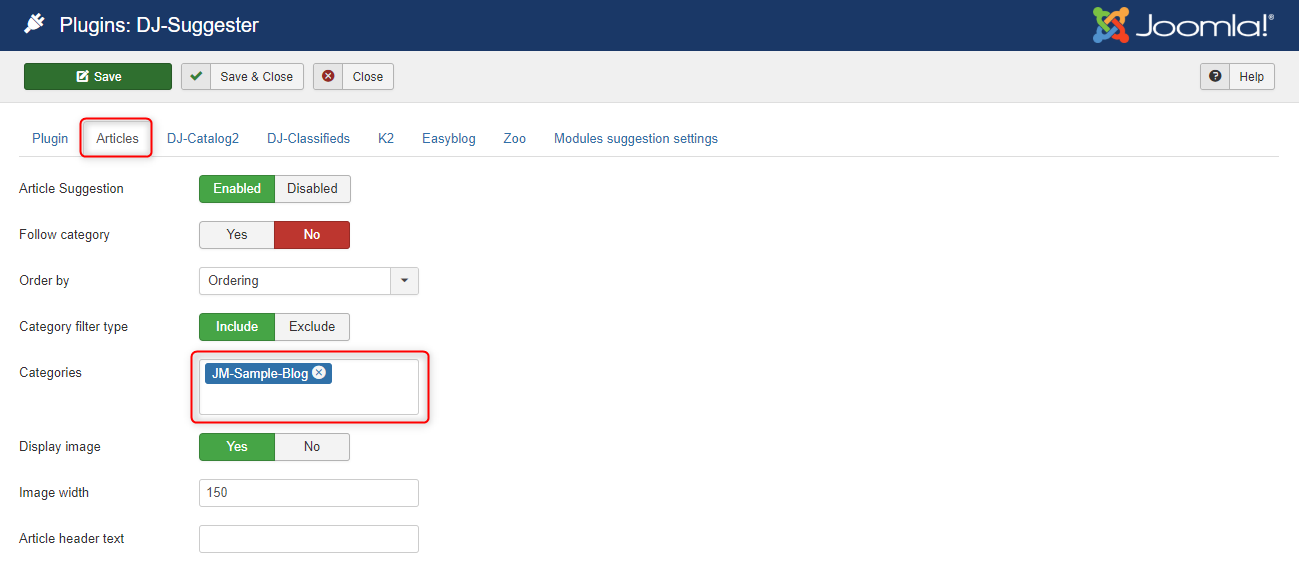 Plugins: DJ-Suggester
Joomla!®
Save
Save & Close
Close
Help
Plugin
Articles
DJ-Catalog2
DJ-Classifieds
K2
Easyblog
Zoo
Modules suggestion settings
Article Suggestion
Enabled
Disabled
Follow category
Yes
No
Order by
Ordering
Category filter type
Include
Exclude
Categories
JM-Sample-Blog
Display image
Yes
No
Image width
150
Article header text